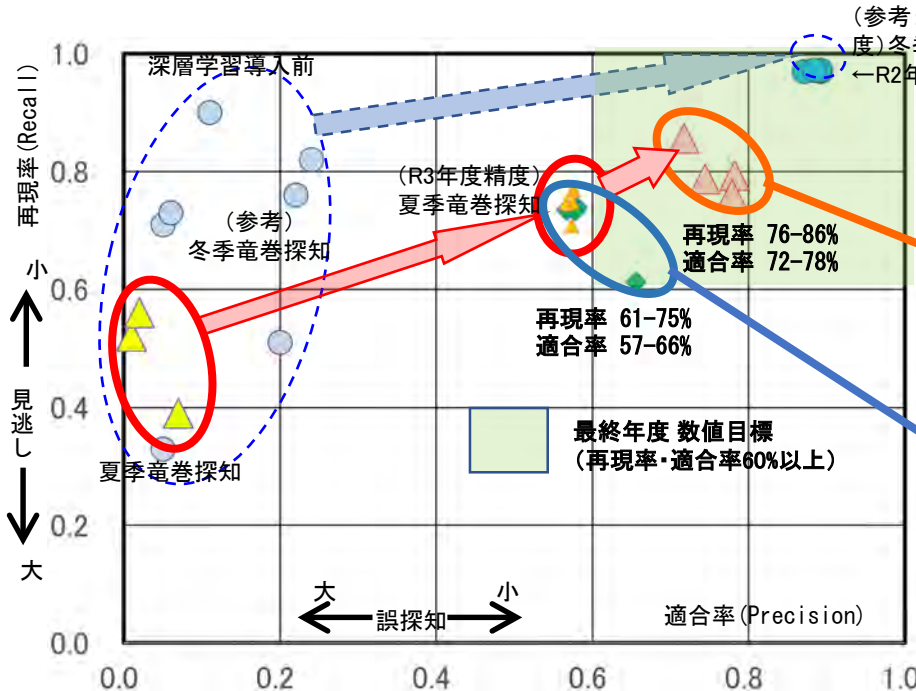 (参考
度)冬季
←R2年
1.0
深層学習導入前
再現率(Recall)
0.8
(R3年度精度)
夏季竜巻探知
(参考)
冬季竜巻探知
再現率 76-86%
適合率 72-78%
小
0.6
再現率 61-75%
適合率 57-66%
見逃し
0.4
最終年度 数値目標
(再現率・適合率60%以上)
夏季竜巻探知
0.2
大
大
小
誤探知
適合率(Precision)
0.0
0.0
0.2
0.4
0.6
0.8
1.0